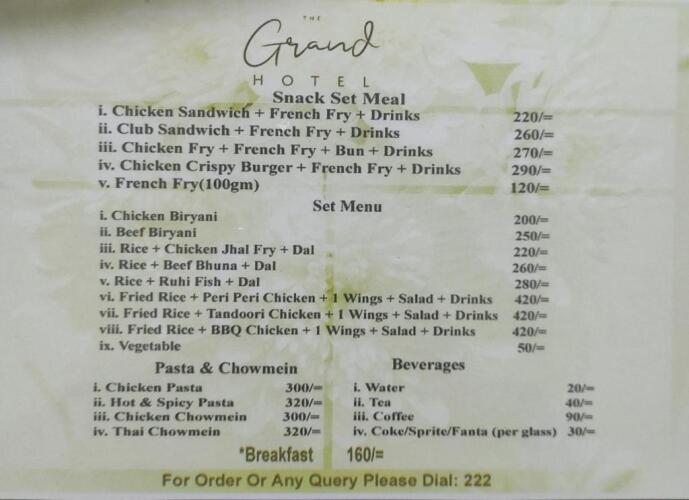 THE
Grand
HOTEL
Snack Set Meal
i. Chicken Sandwich + French Fry + Drinks 220/=
ii. Club Sandwich + French Fry + Drinks 260/=
iii. Chicken Fry + French Fry + Bun + Drinks 270/=
iv. Chicken Crispy Burger + French Fry + Drinks 290/=
v. French Fry(100gm) 120/=
Set Menu
i. Chicken Biryani 200/=
ii. Beef Biryani 250/=
iii. Rice + Chicken Jhal Fry + Dal 220/=
iv. Rice + Beef Bhuna + Dal 260/=
v. Rice + Ruhi Fish + Dal 280/=
vi. Fried Rice + Peri Peri Chicken + 1 Wings + Salad + Drinks 420/=
vii. Fried Rice + Tandoori Chicken + 1 Wings + Salad + Drinks 420/=
viii. Fried Rice + BBQ Chicken + 1 Wings + Salad + Drinks 420/=
ix. Vegetable 50/=
Pasta & Chowmein
i. Chicken Pasta 300/=
ii. Hot & Spicy Pasta 320/=
iii. Chicken Chowmein 300/=
iv. Thai Chowmein 320/=
Beverages
i. Water 20/=
ii. Tea 40/=
iii. Coffee 90/=
iv. Coke/Sprite/Fanta (per glass) 30/=
*Breakfast 160/=
For Order Or Any Query Please Dial: 222